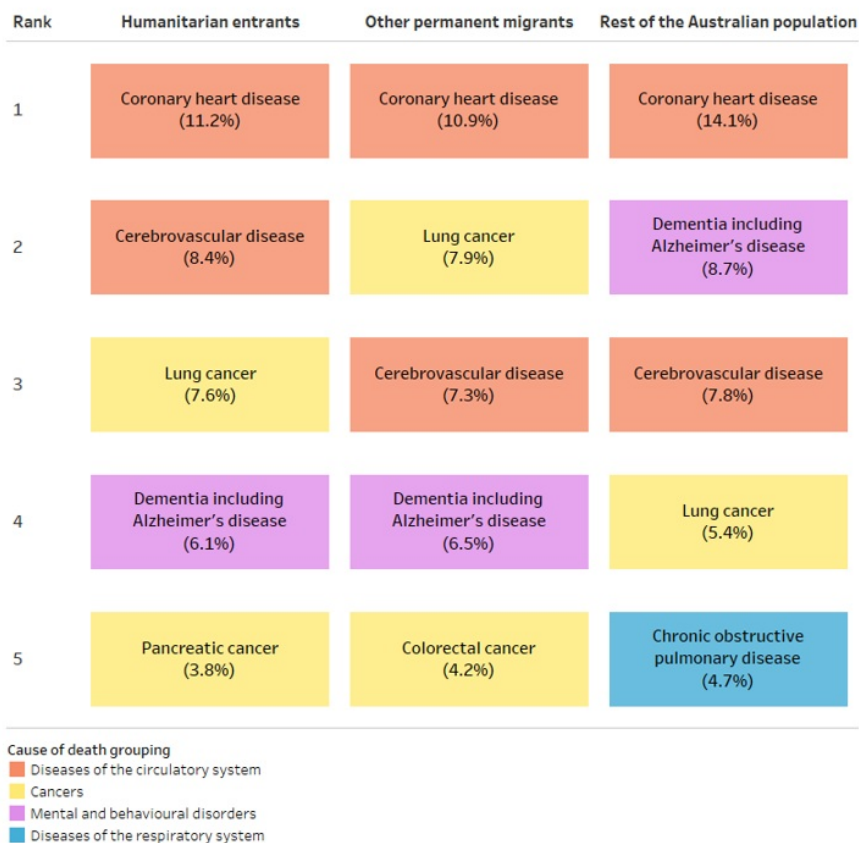 Rank Humanitarian entrants Other permanent migrants Rest of the Australian population
1
Coronary heart disease
(11.2%)
Coronary heart disease
(10.9%)
Coronary heart disease
(14.1%)
2
Cerebrovascular disease
(8.4%)
Lung cancer
(7.9%)
Dementia including
Alzheimer’s disease
(8.7%)
3
Lung cancer
(7.6%)
Cerebrovascular disease
(7.3%)
Cerebrovascular disease
(7.8%)
4
Dementia including
Alzheimer’s disease
(6.1%)
Dementia including
Alzheimer’s disease
(6.5%)
Lung cancer
(5.4%)
5
Pancreatic cancer
(3.8%)
Colorectal cancer
(4.2%)
Chronic obstructive
pulmonary disease
(4.7%)
Cause of death grouping
Diseases of the circulatory system
Cancers
Mental and behavioural disorders
Diseases of the respiratory system